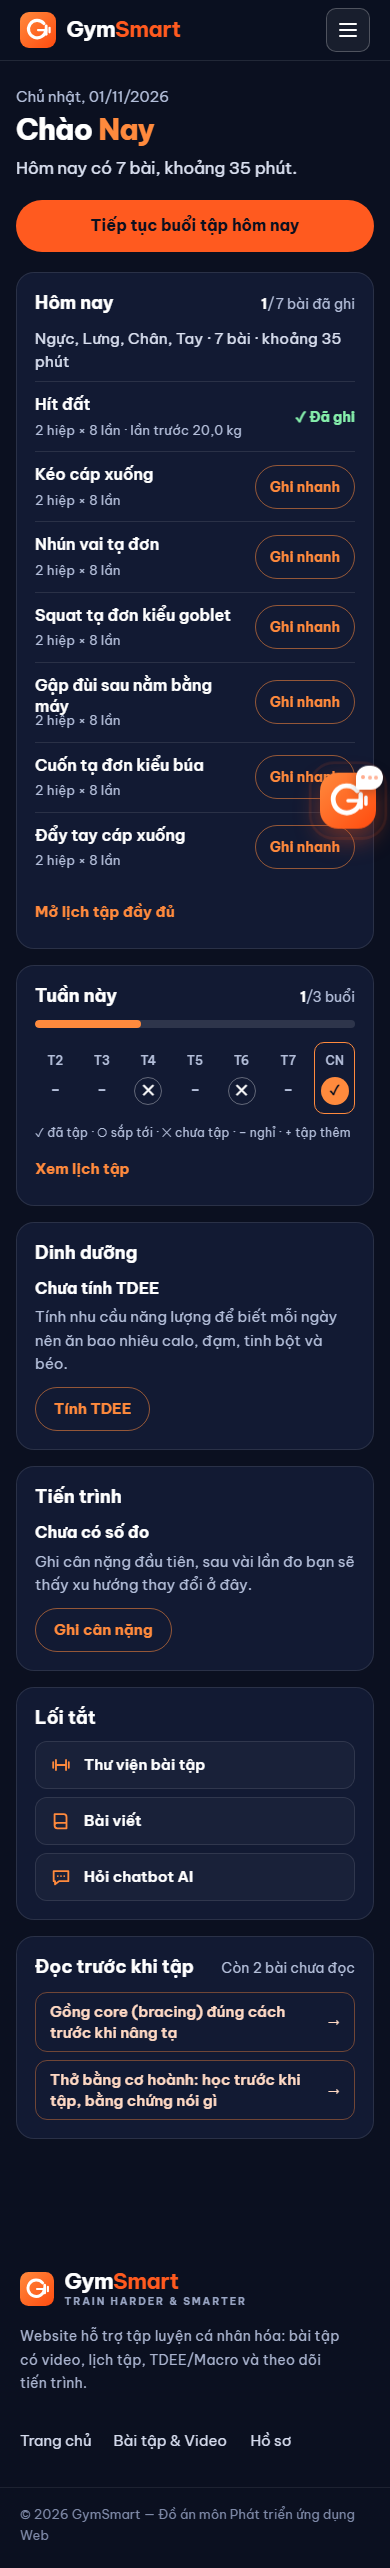 GymSmart
Chủ nhật, 01/11/2026
Chào Nay
Hôm nay có 7 bài, khoảng 35 phút.
Tiếp tục buổi tập hôm nay
Hôm nay
1/7 bài đã ghi
Ngực, Lưng, Chân, Tay · 7 bài · khoảng 35
phút
Hít đất
2 hiệp × 8 lần · lần trước 20,0 kg
✓ Đã ghi
Kéo cáp xuống
2 hiệp × 8 lần
Ghi nhanh
Nhún vai tạ đơn
2 hiệp × 8 lần
Ghi nhanh
Squat tạ đơn kiểu goblet
2 hiệp × 8 lần
Ghi nhanh
Gập đùi sau nằm bằng
máy
2 hiệp × 8 lần
Ghi nhanh
Cuốn tạ đơn kiểu búa
2 hiệp × 8 lần
Ghi nhanh
Đẩy tay cáp xuống
2 hiệp × 8 lần
Ghi nhanh
Mở lịch tập đầy đủ
Tuần này
1/3 buổi
T2 T3 T4 T5 T6 T7 CN
– – ✕ – ✕ – ✓
✓ đã tập · ○ sắp tới · ✕ chưa tập · – nghỉ · + tập thêm
Xem lịch tập
Dinh dưỡng
Chưa tính TDEE
Tính nhu cầu năng lượng để biết mỗi ngày
nên ăn bao nhiêu calo, đạm, tinh bột và
béo.
Tính TDEE
Tiến trình
Chưa có số đo
Ghi cân nặng đầu tiên, sau vài lần đo bạn sẽ
thấy xu hướng thay đổi ở đây.
Ghi cân nặng
Lối tắt
Thư viện bài tập
Bài viết
Hỏi chatbot AI
Đọc trước khi tập
Còn 2 bài chưa đọc
Gồng core (bracing) đúng cách
trước khi nâng tạ
→
Thở bằng cơ hoành: học trước khi
tập, bằng chứng nói gì
→
GymSmart
TRAIN HARDER & SMARTER
Website hỗ trợ tập luyện cá nhân hóa: bài tập
có video, lịch tập, TDEE/Macro và theo dõi
tiến trình.
Trang chủ Bài tập & Video Hồ sơ
© 2026 GymSmart — Đồ án môn Phát triển ứng dụng
Web